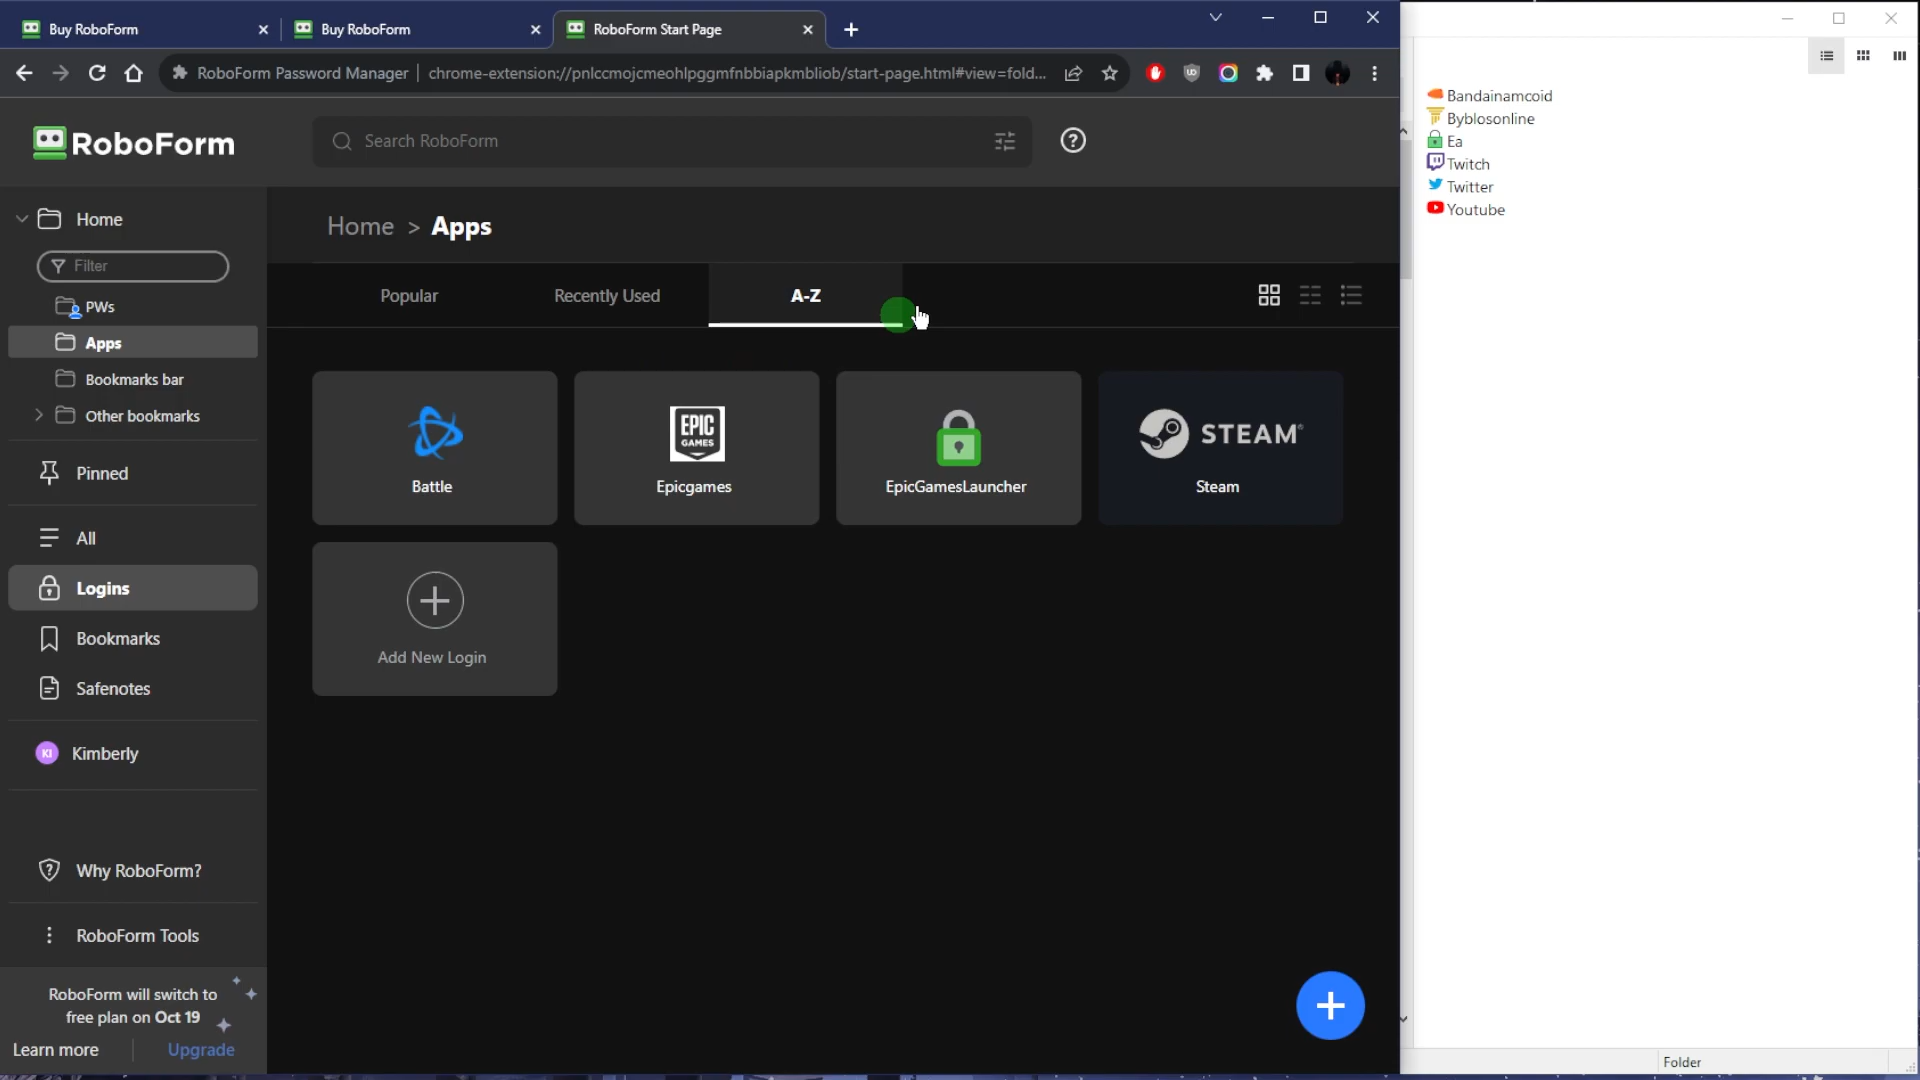 Buy RoboForm
Buy RoboForm
RoboForm Start Page
RoboForm Password Manager
chrome-extension://pnlccmojcmeohlpggmfnbbiapkmbliob/start-page.html#view=fold...
RoboForm
Search RoboForm
Home
Filter
PWs
Apps
Bookmarks bar
Other bookmarks
Pinned
All
Logins
Bookmarks
Safenotes
KI Kimberly
Why RoboForm?
RoboForm Tools
RoboForm will switch to
free plan on Oct 19
Learn more
Upgrade
Home > Apps
Popular
Recently Used
A-Z
Battle
EPIC
GAMES
Epicgames
EpicGamesLauncher
STEAM®
Steam
Add New Login
Bandainamcoid
Byblosonline
Ea
Twitch
Twitter
Youtube
Folder